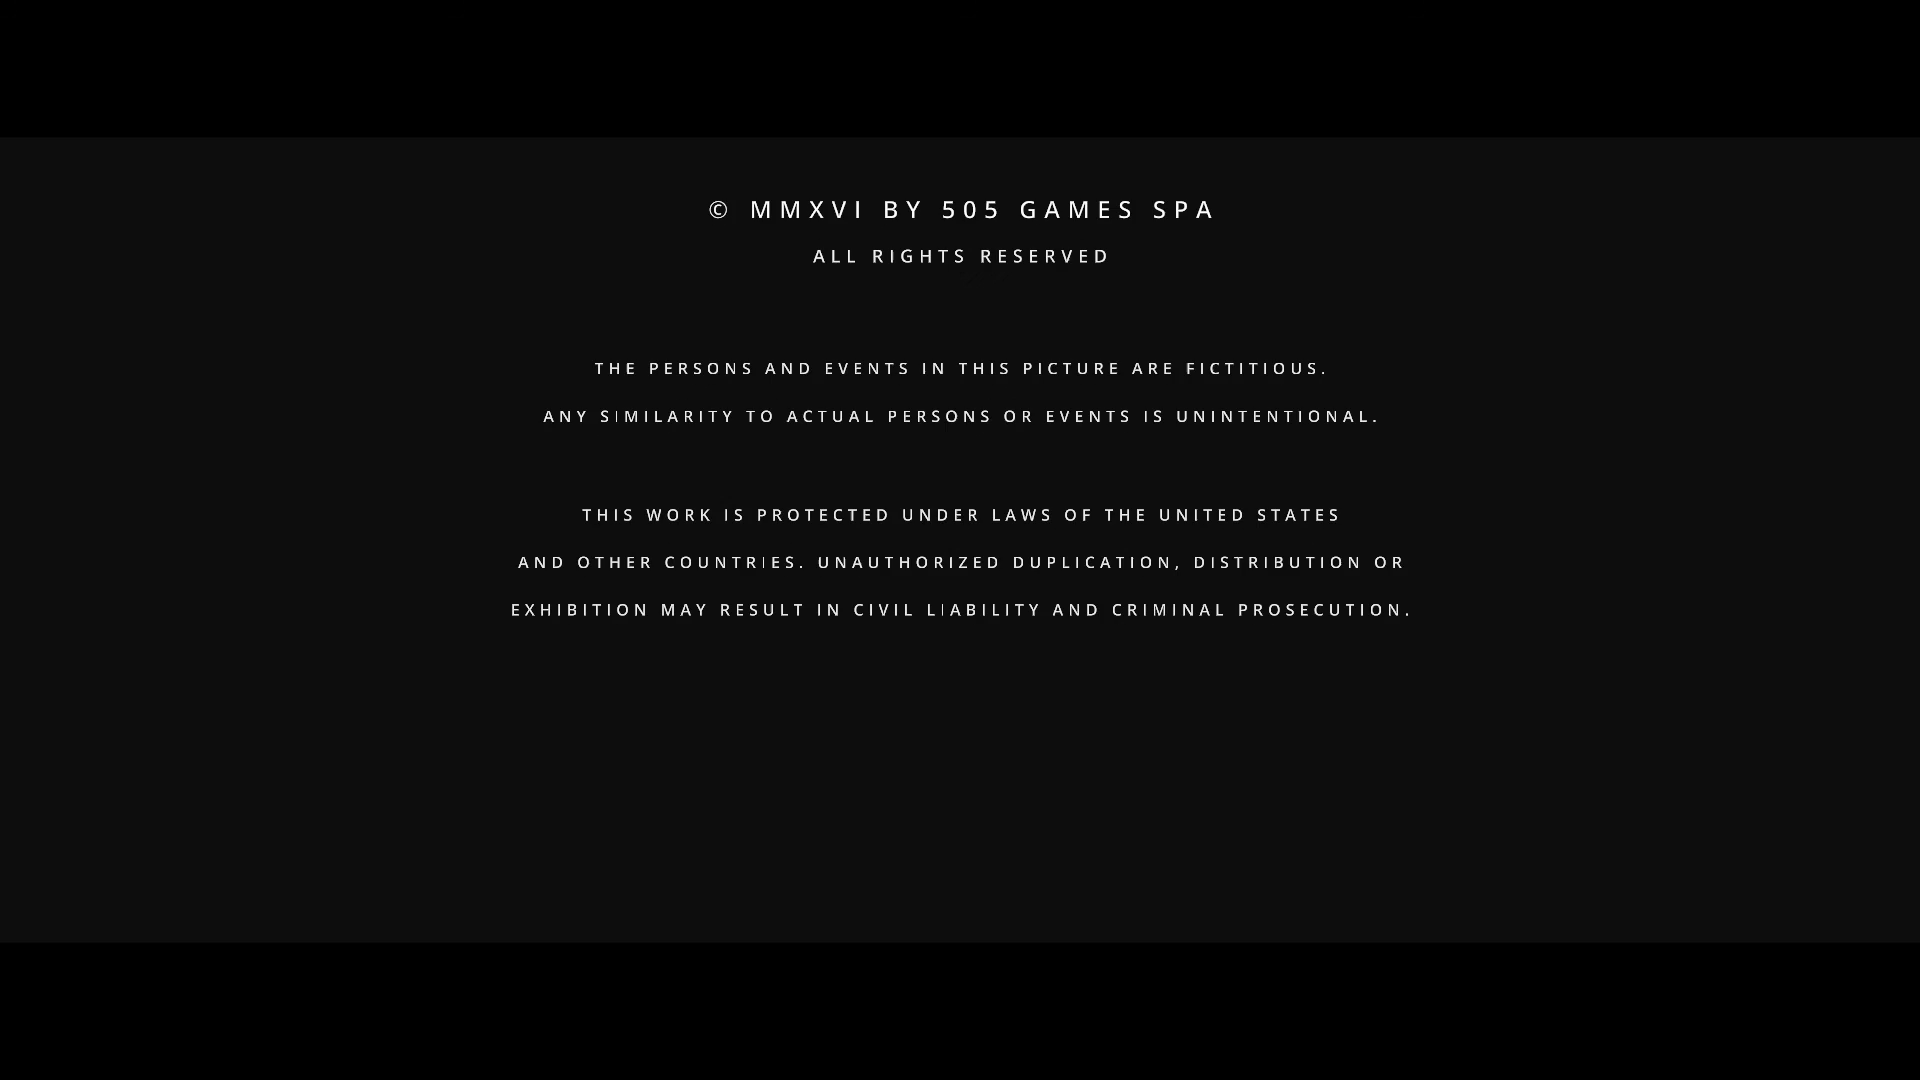 © MMXVI BY 505 GAMES SPA
ALL RIGHTS RESERVED
THE PERSONS AND EVENTS IN THIS PICTURE ARE FICTITIOUS.
ANY SIMILARITY TO ACTUAL PERSONS OR EVENTS IS UNINTENTIONAL.
THIS WORK IS PROTECTED UNDER LAWS OF THE UNITED STATES
AND OTHER COUNTRIES. UNAUTHORIZED DUPLICATION, DISTRIBUTION OR
EXHIBITION MAY RESULT IN CIVIL LIABILITY AND CRIMINAL PROSECUTION.